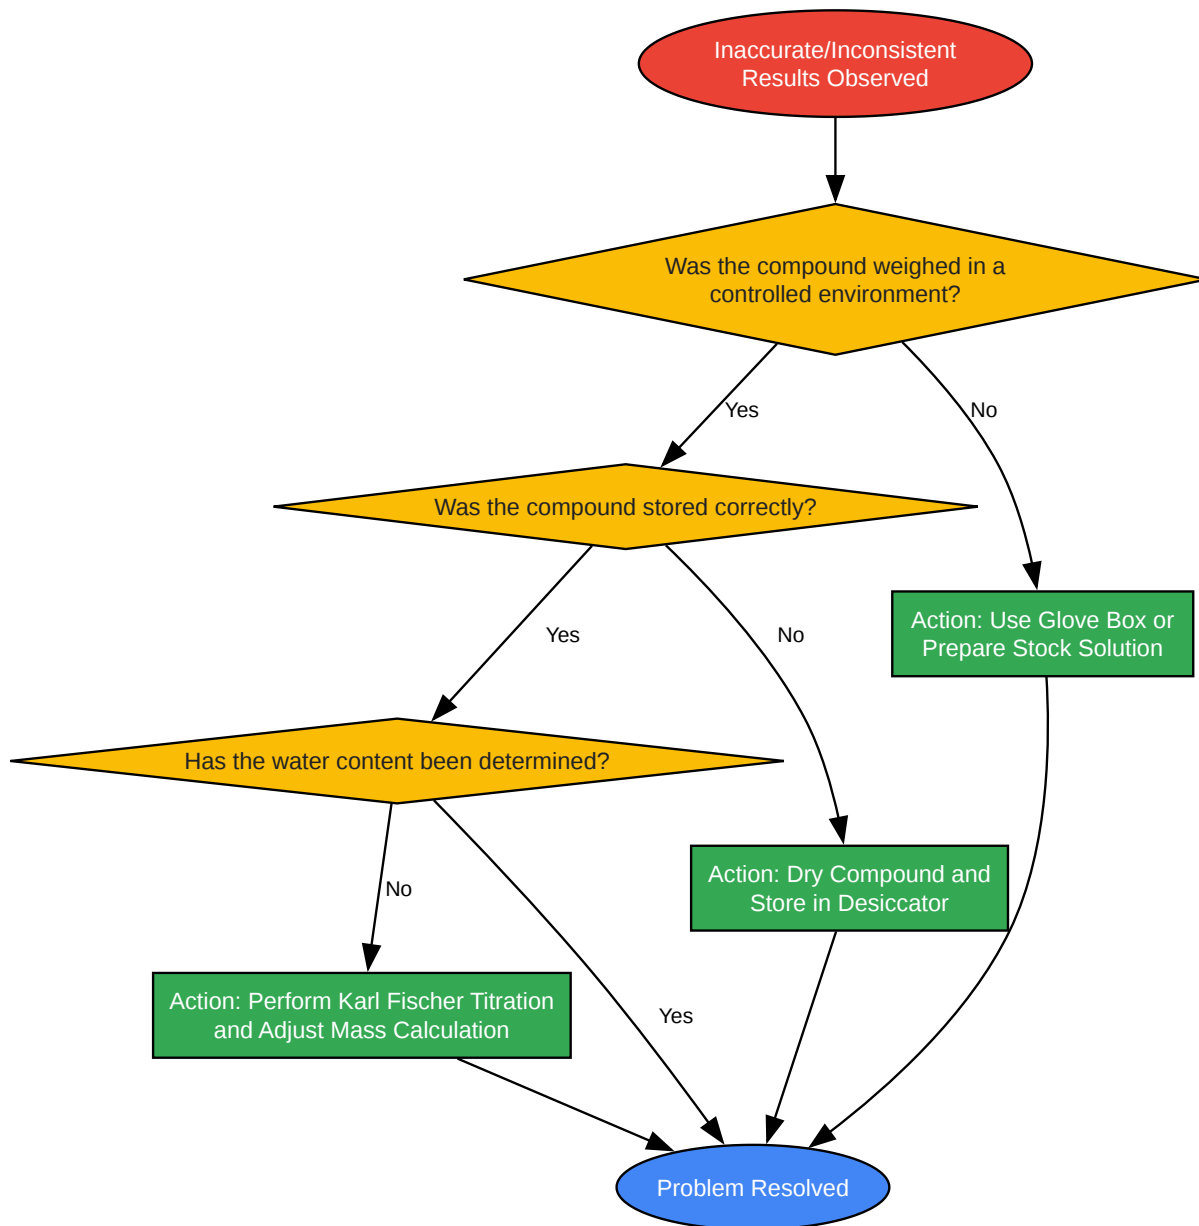 Inaccurate/Inconsistent
Results Observed
Was the compound weighed in a
controlled environment?
Yes
No
Was the compound stored correctly?
Yes
No
Action: Use Glove Box or
Prepare Stock Solution
Has the water content been determined?
No
Yes
Action: Dry Compound and
Store in Desiccator
Action: Perform Karl Fischer Titration
and Adjust Mass Calculation
Problem Resolved